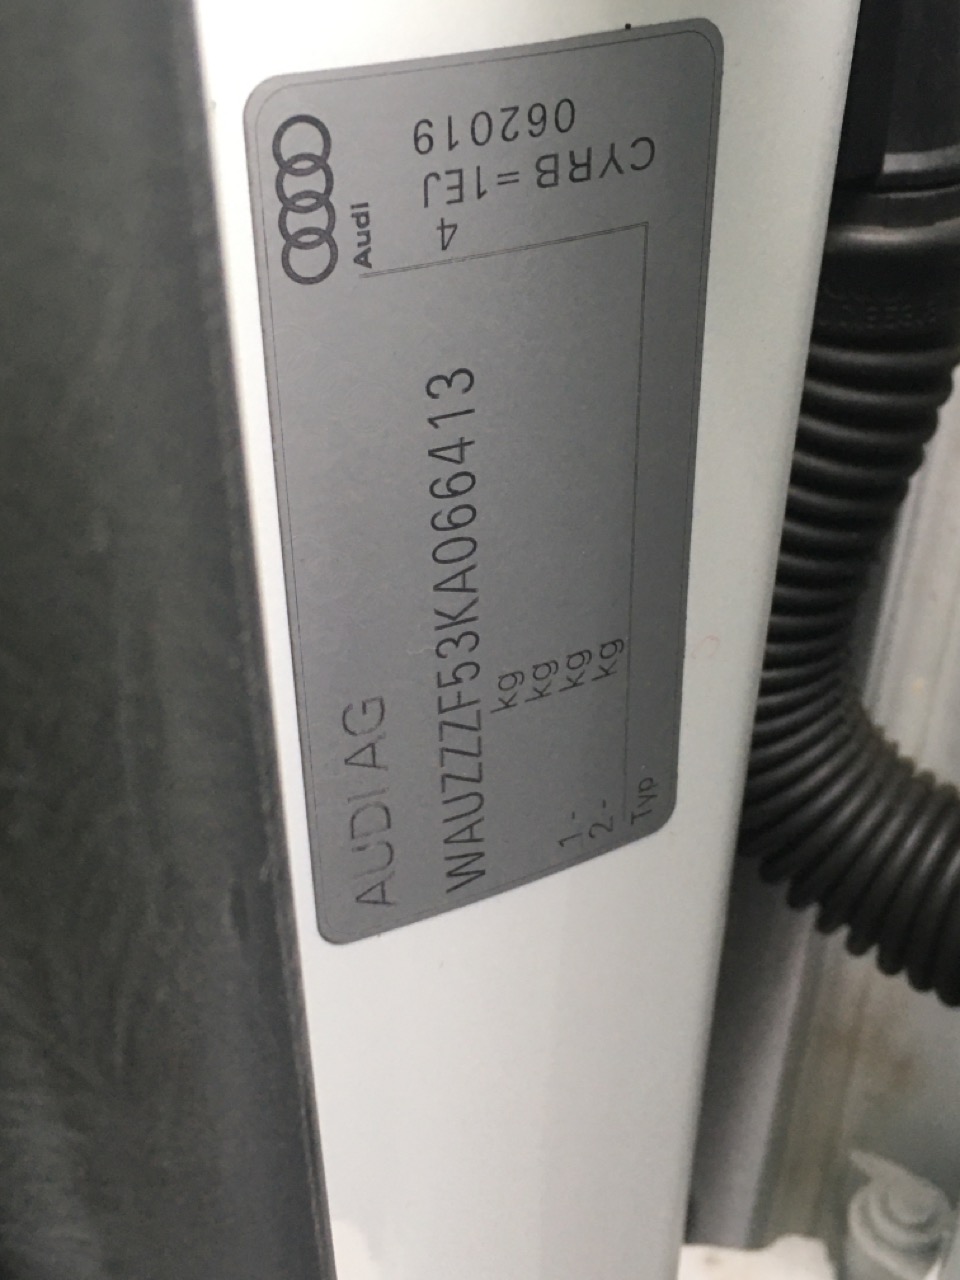 AUDI AG
Audi
WAUZZZF53KA066413
kg
kg
1.- kg
2.- kg
Typ
4
CYRB =1EJ
062019